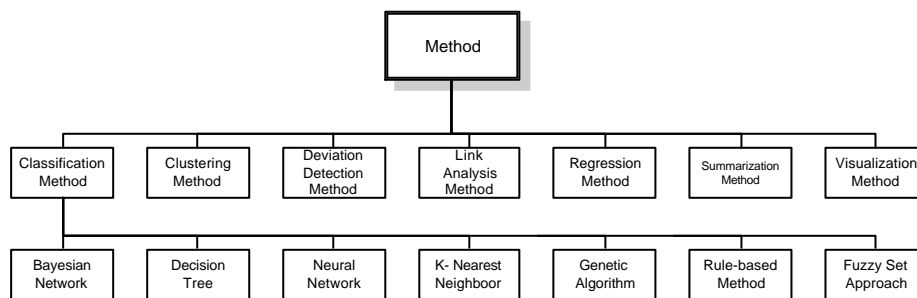 Method
Classification
Method
Clustering
Method
Deviation
Detection
Method
Link
Analysis
Method
Regression
Method
Summarization
Method
Visualization
Method
Bayesian
Network
Decision
Tree
Neural
Network
K- Nearest
Neighboor
Genetic
Algorithm
Rule-based
Method
Fuzzy Set
Approach